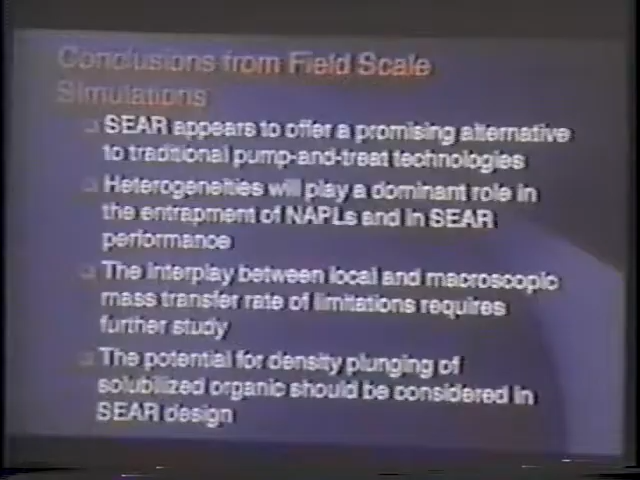 Conclusions from Field Scale
Simulations
SEAR appears to offer a promising alternative
to traditional pump-and-treat technologies
Heterogeneities will play a dominant role in
the entrapment of NAPLs and in SEAR
performance
The interplay between local and macroscopic
mass transfer rate of limitations requires
further study
The potential for density plunging of
solubilized organic should be considered in
SEAR design